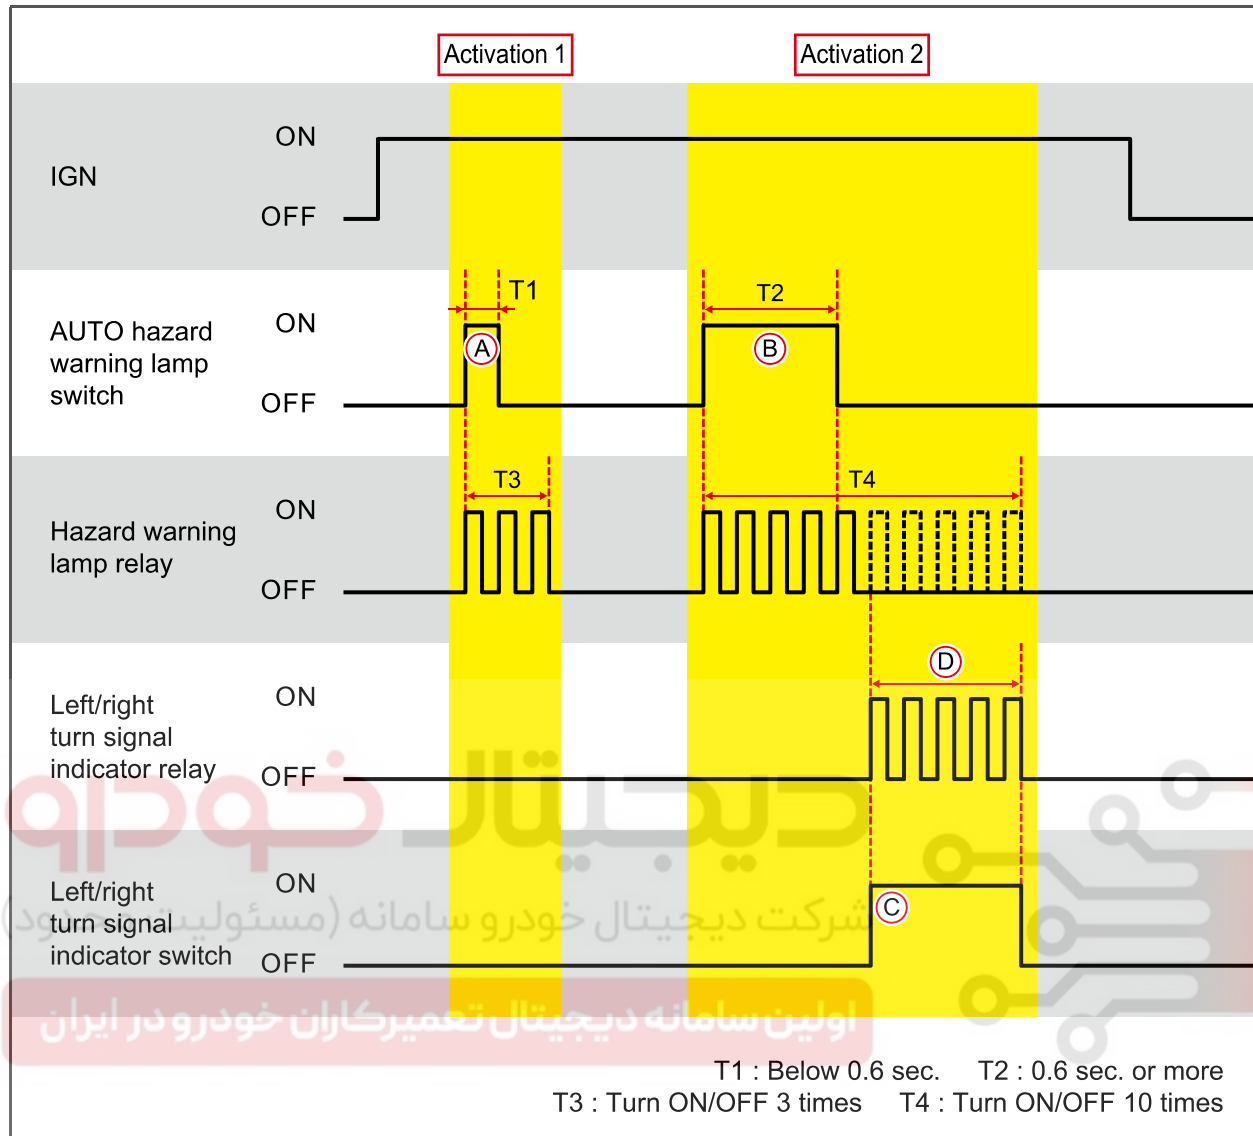 Activation 1
Activation 2
IGN
ON
OFF
AUTO hazard
warning lamp
switch
ON
OFF
T1
A
T2
B
Hazard warning
lamp relay
ON
OFF
T3
T4
Left/right
turn signal
indicator relay
ON
OFF
D
Left/right
turn signal
indicator switch
ON
OFF
C
دیجیتال خودرو
شرکت دیجیتال خودرو سامانه (مسئولیت محدود)
اولین سامانه دیجیتال تعمیرکاران خودرو در ایران
T1 : Below 0.6 sec.
T2 : 0.6 sec. or more
T3 : Turn ON/OFF 3 times
T4 : Turn ON/OFF 10 times